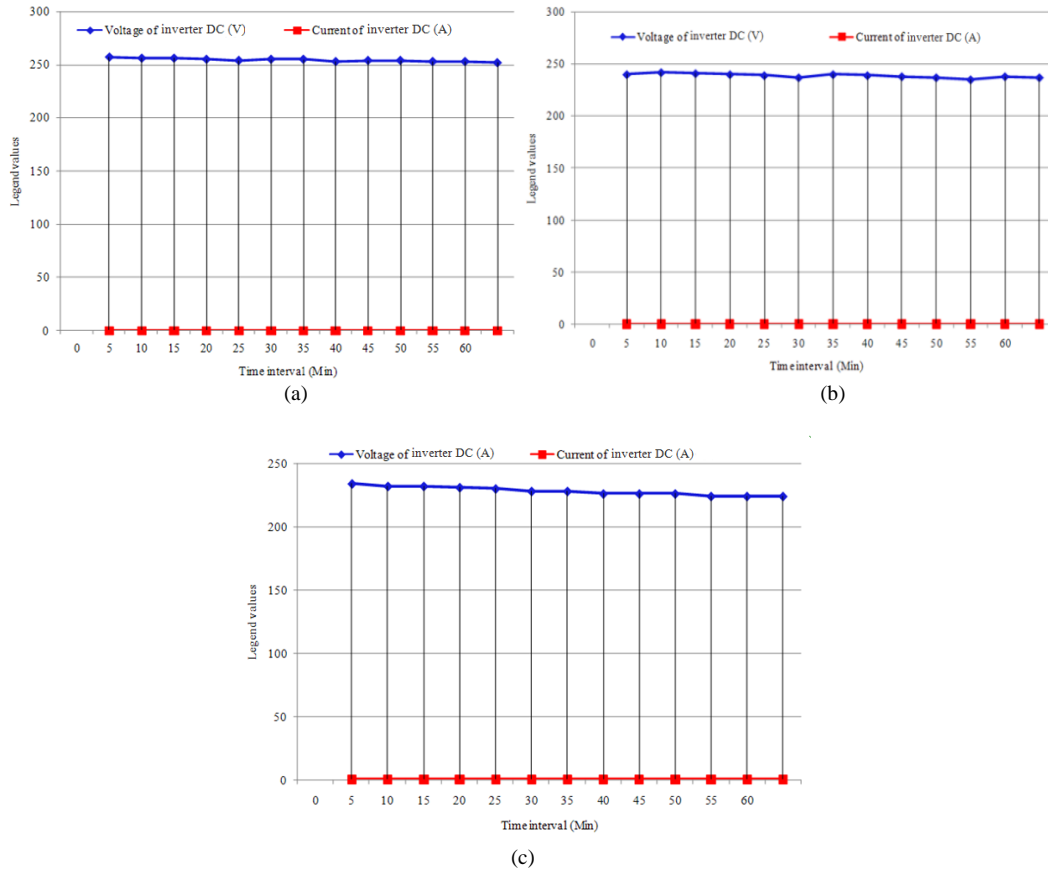 Voltage of inverter DC (V) Current of inverter DC (A)
300
250
200
150
100
50
0
Legend values
0 5 10 15 20 25 30 35 40 45 50 55 60
Time interval (Min)
(a)
Voltage of inverter DC (V) Current of inverter DC (A)
300
250
200
150
100
50
0
Legend values
0 5 10 15 20 25 30 35 40 45 50 55 60
Time interval (Min)
(b)
Voltage of inverter DC (A) Current of inverter DC (A)
250
200
150
100
50
0
Legend values
0 5 10 15 20 25 30 35 40 45 50 55 60
Time interval (Min)
(c)